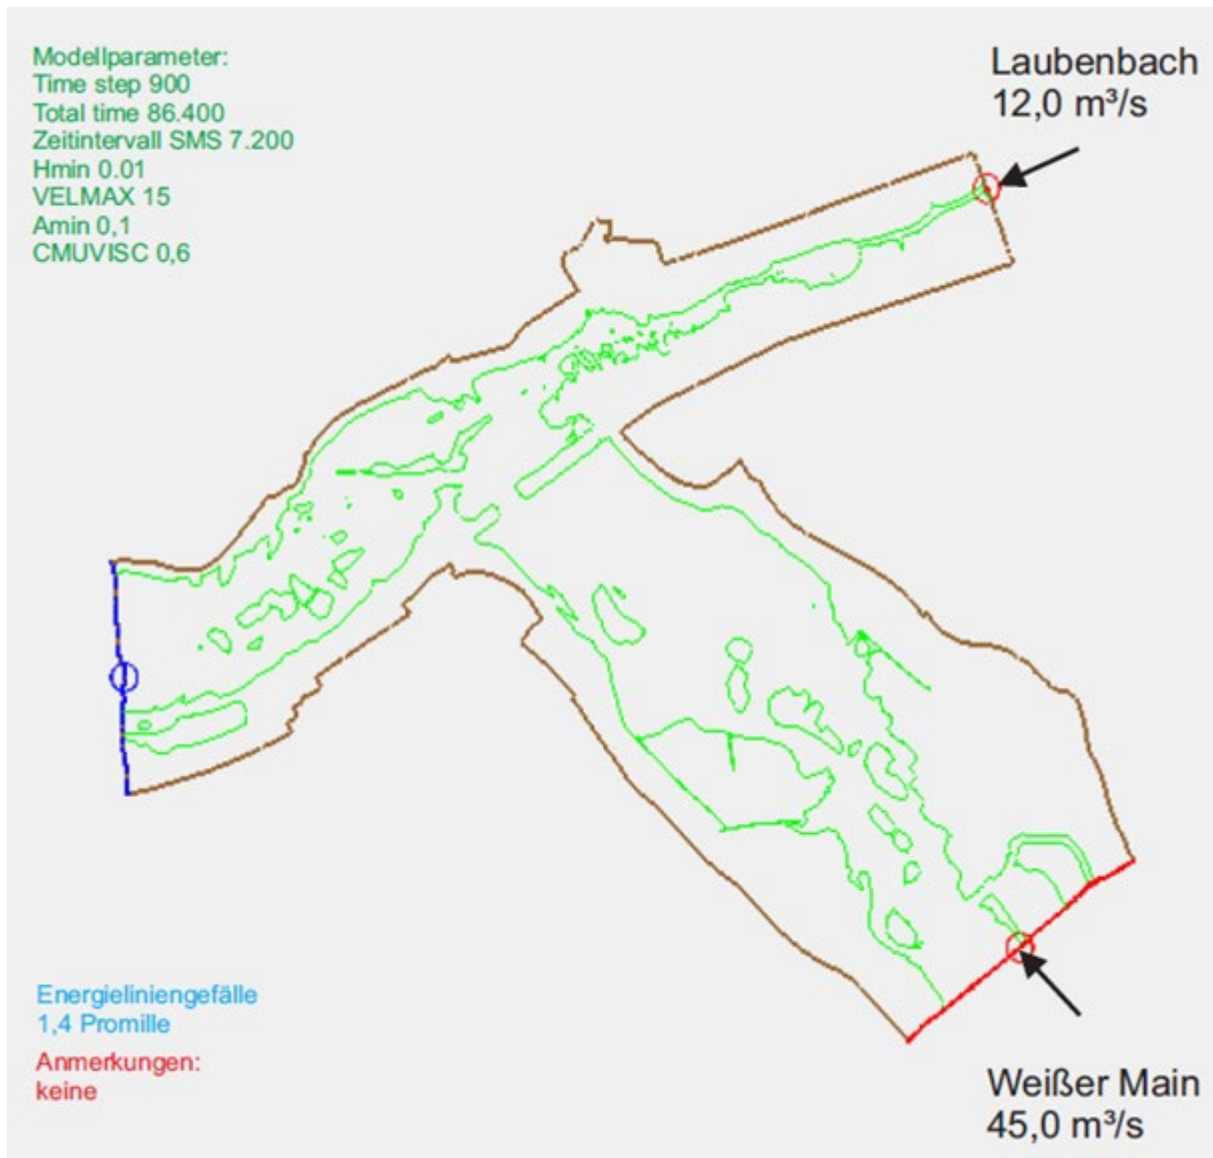 Modellparameter:
Time step 900
Total time 86.400
Zeitintervall SMS 7.200
Hmin 0.01
VELMAX 15
Amin 0,1
CMUVISC 0,6
Laubenbach
12,0 m³/s
Energieliniengefälle
1,4 Promille
Anmerkungen:
keine
Weißer Main
45,0 m³/s